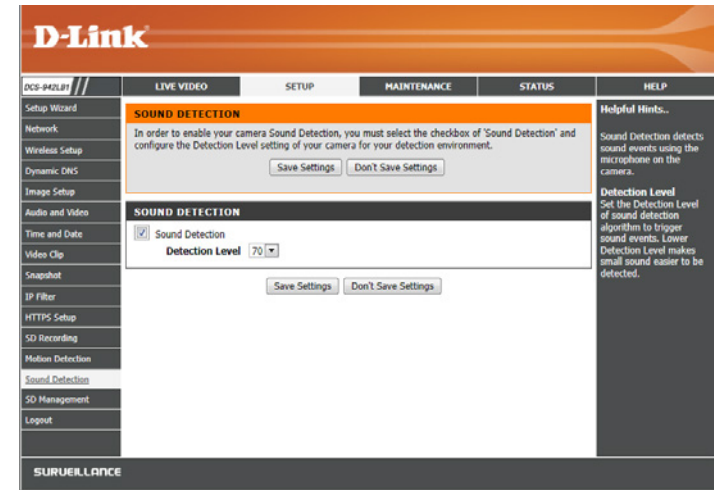 D-Link
DCS-942LB1 //
LIVE VIDEO
SETUP
MAINTENANCE
STATUS
HELP
Setup Wizard
Network
Wireless Setup
Dynamic DNS
Image Setup
Audio and Video
Time and Date
Video Clip
Snapshot
IP Filter
HTTPS Setup
SD Recording
Motion Detection
Sound Detection
SD Management
Logout
SOUND DETECTION
In order to enable your camera Sound Detection, you must select the checkbox of 'Sound Detection' and
configure the Detection Level setting of your camera for your detection environment.
Save Settings Don't Save Settings
SOUND DETECTION
Sound Detection
Detection Level 70
Save Settings Don't Save Settings
Helpful Hints..
Sound Detection detects
sound events using the
microphone on the
camera.
Detection Level
Set the Detection Level
of sound detection
algorithm to trigger
sound events. Lower
Detection Level makes
small sound easier to be
detected.
SURVEILLANCE